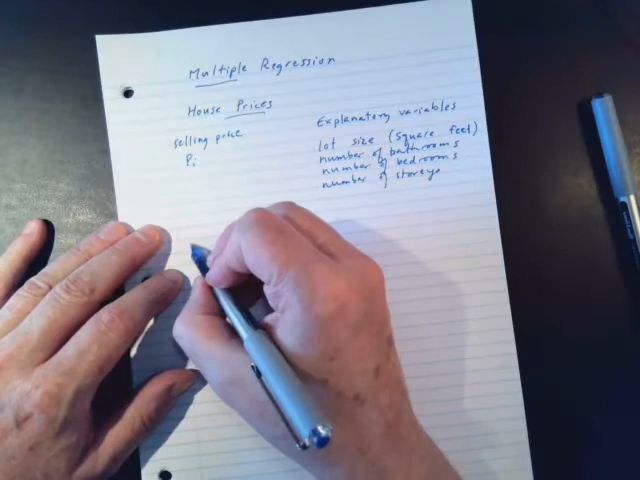 Multiple Regression
House Prices
selling price
Pi
Explanatory variables
lot size (square feet)
number of bathrooms
number of bedrooms
number of storeys